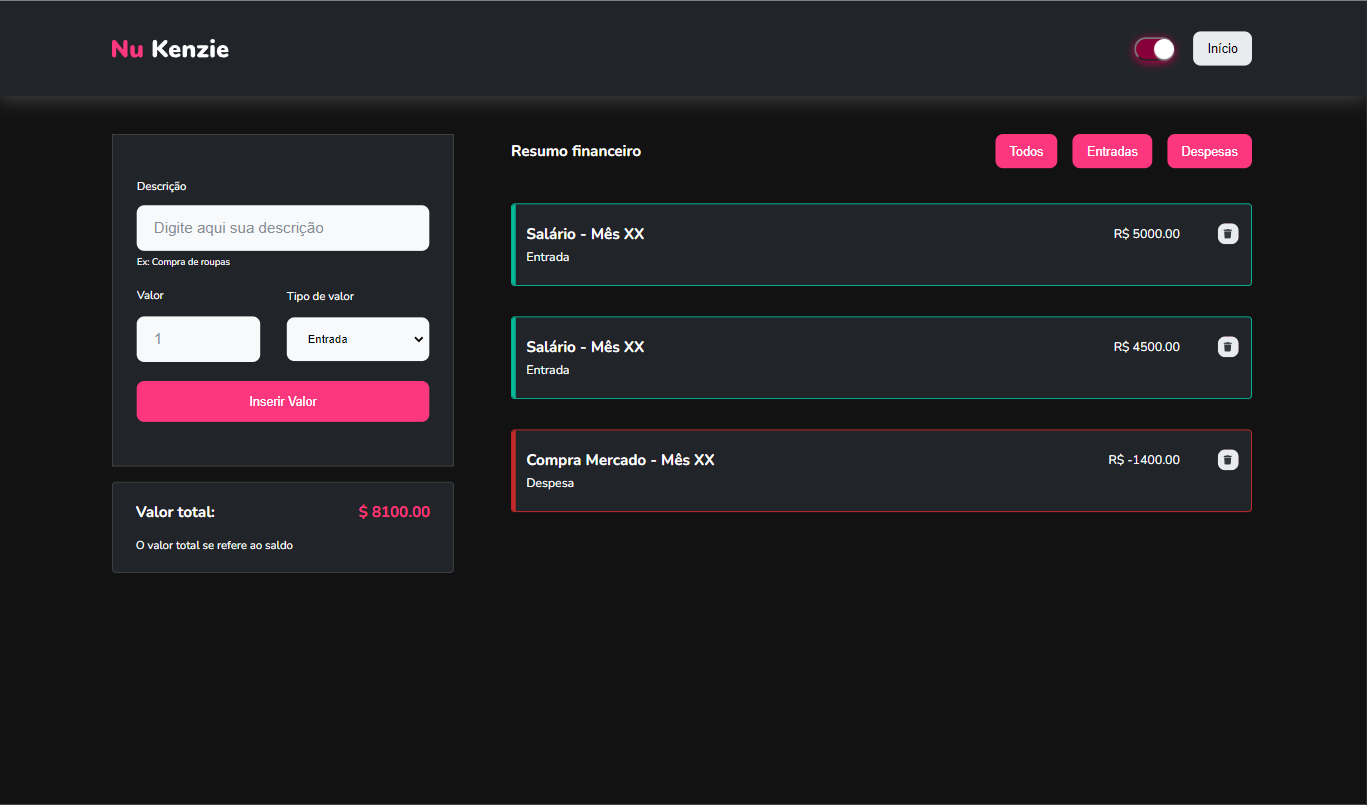 Nu Kenzie
Início
Descrição
Digite aqui sua descrição
Ex: Compra de roupas
Valor
Tipo de valor
1
Entrada
Inserir Valor
Valor total:
$ 8100.00
O valor total se refere ao saldo
Resumo financeiro
Todos
Entradas
Despesas
Salário - Mês XX
R$ 5000.00
Entrada
Salário - Mês XX
R$ 4500.00
Entrada
Compra Mercado - Mês XX
R$ -1400.00
Despesa